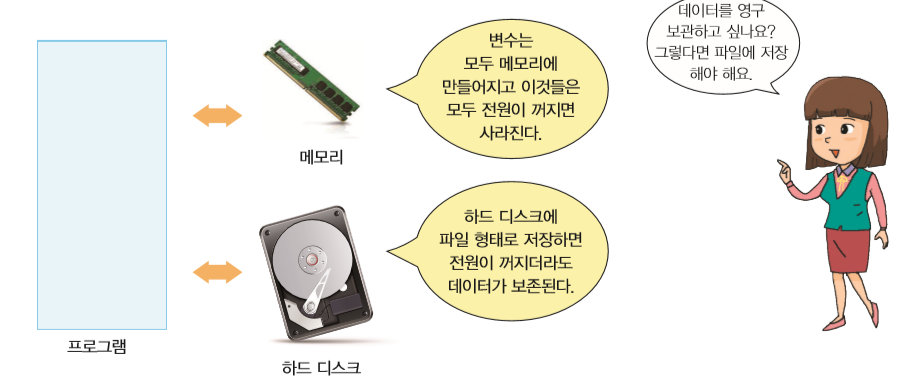 데이터를 영구
보관하고 싶나요?
그렇다면 파일에 저장
해야 해요.
변수는
모두 메모리에
만들어지고 이것들은
모두 전원이 꺼지면
사라진다.
메모리
하드 디스크에
파일 형태로 저장하면
전원이 꺼지더라도
데이터가 보존된다.
프로그램
하드 디스크